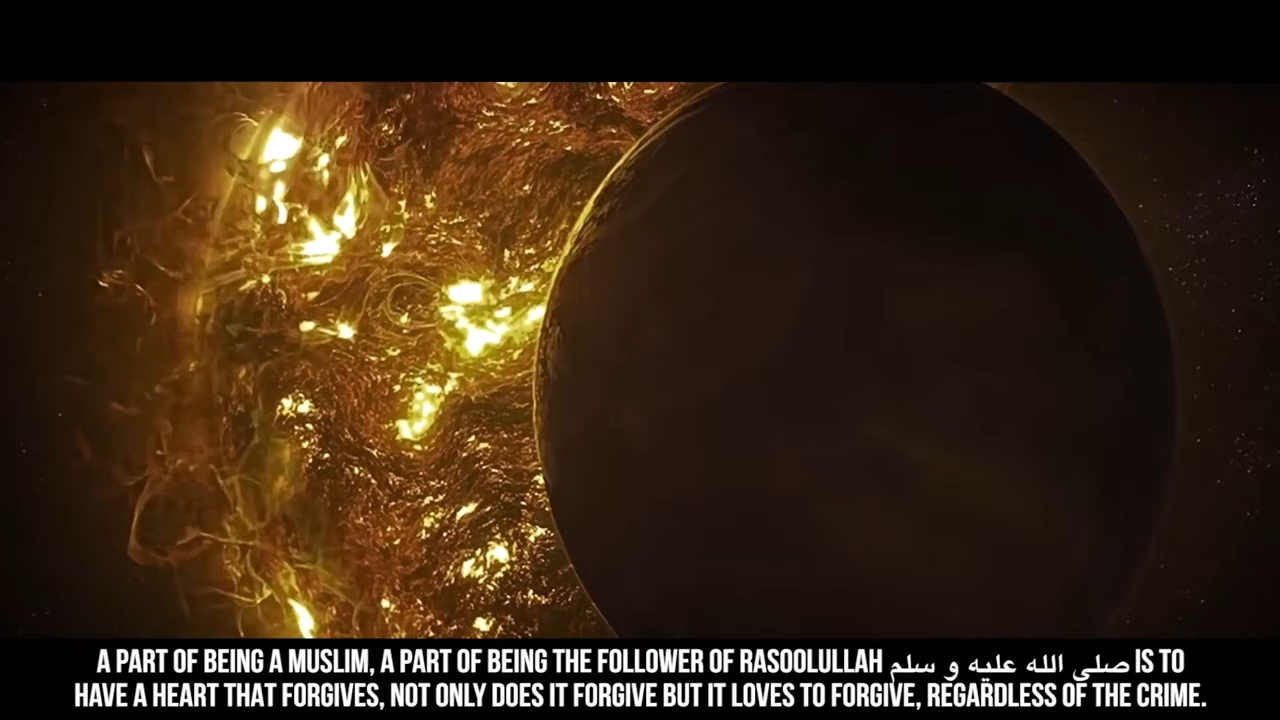 A PART OF BEING A MUSLIM, A PART OF BEING THE FOLLOWER OF RASOOLULLAH صلى الله عليه و سلم IS TO
HAVE A HEART THAT FORGIVES, NOT ONLY DOES IT FORGIVE BUT IT LOVES TO FORGIVE, REGARDLESS OF THE CRIME.